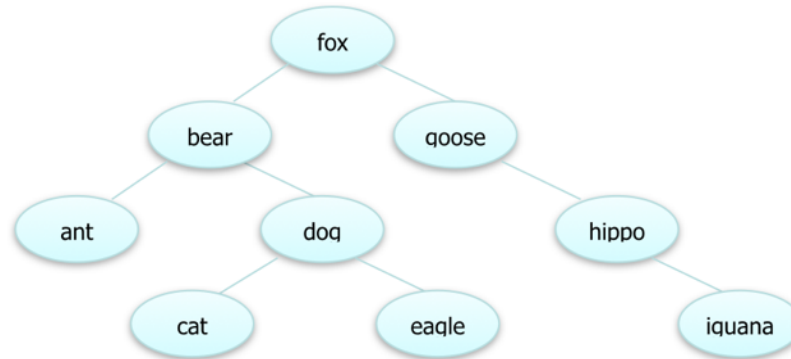 fox
bear
goose
ant
dog
hippo
cat
eagle
iguana